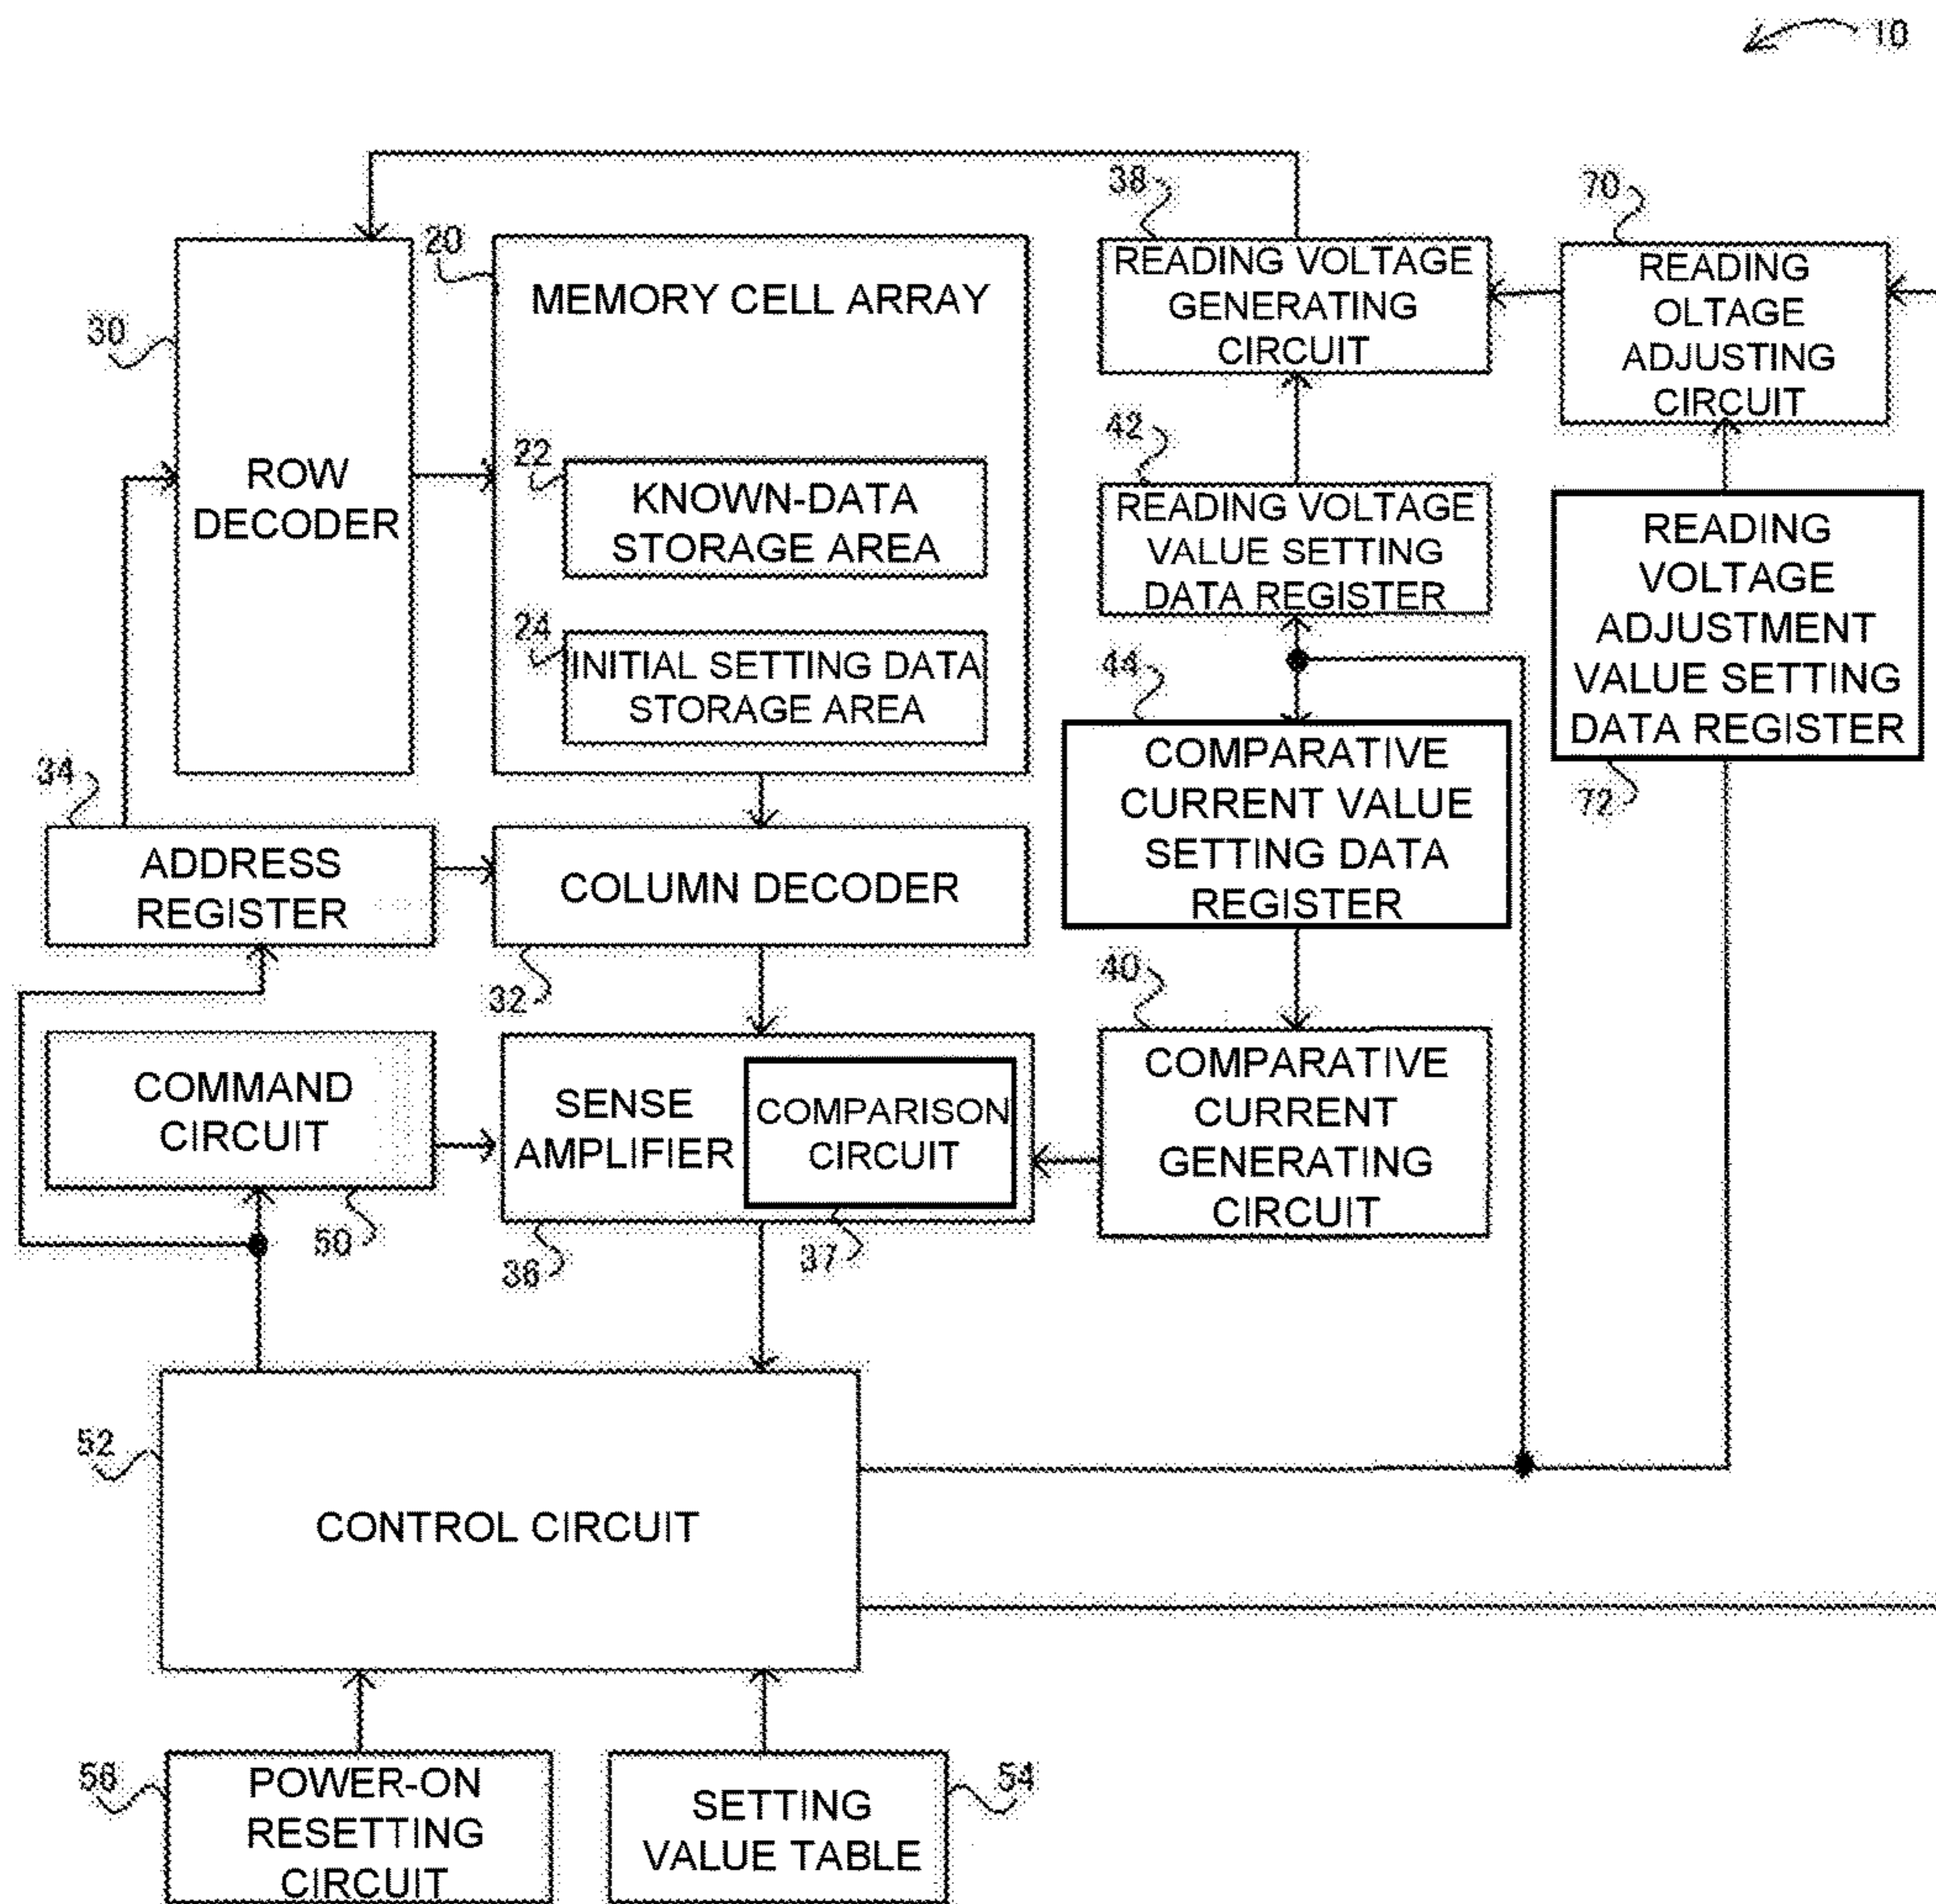 10
38
70
20
READING VOLTAGE
GENERATING
CIRCUIT
READING
OLTAGE
ADJUSTING
CIRCUIT
MEMORY CELL ARRAY
30
ROW
DECODER
22
KNOWN-DATA
STORAGE AREA
42
READING VOLTAGE
VALUE SETTING
DATA REGISTER
READING
VOLTAGE
ADJUSTMENT
VALUE SETTING
DATA REGISTER
72
24
INITIAL SETTING DATA
STORAGE AREA
44
COMPARATIVE
CURRENT VALUE
SETTING DATA
REGISTER
34
ADDRESS
REGISTER
COLUMN DECODER
32
40
COMMAND
CIRCUIT
50
SENSE
AMPLIFIER
36
COMPARISON
CIRCUIT
37
COMPARATIVE
CURRENT
GENERATING
CIRCUIT
52
CONTROL CIRCUIT
56
POWER-ON
RESETTING
CIRCUIT
SETTING
VALUE TABLE
54